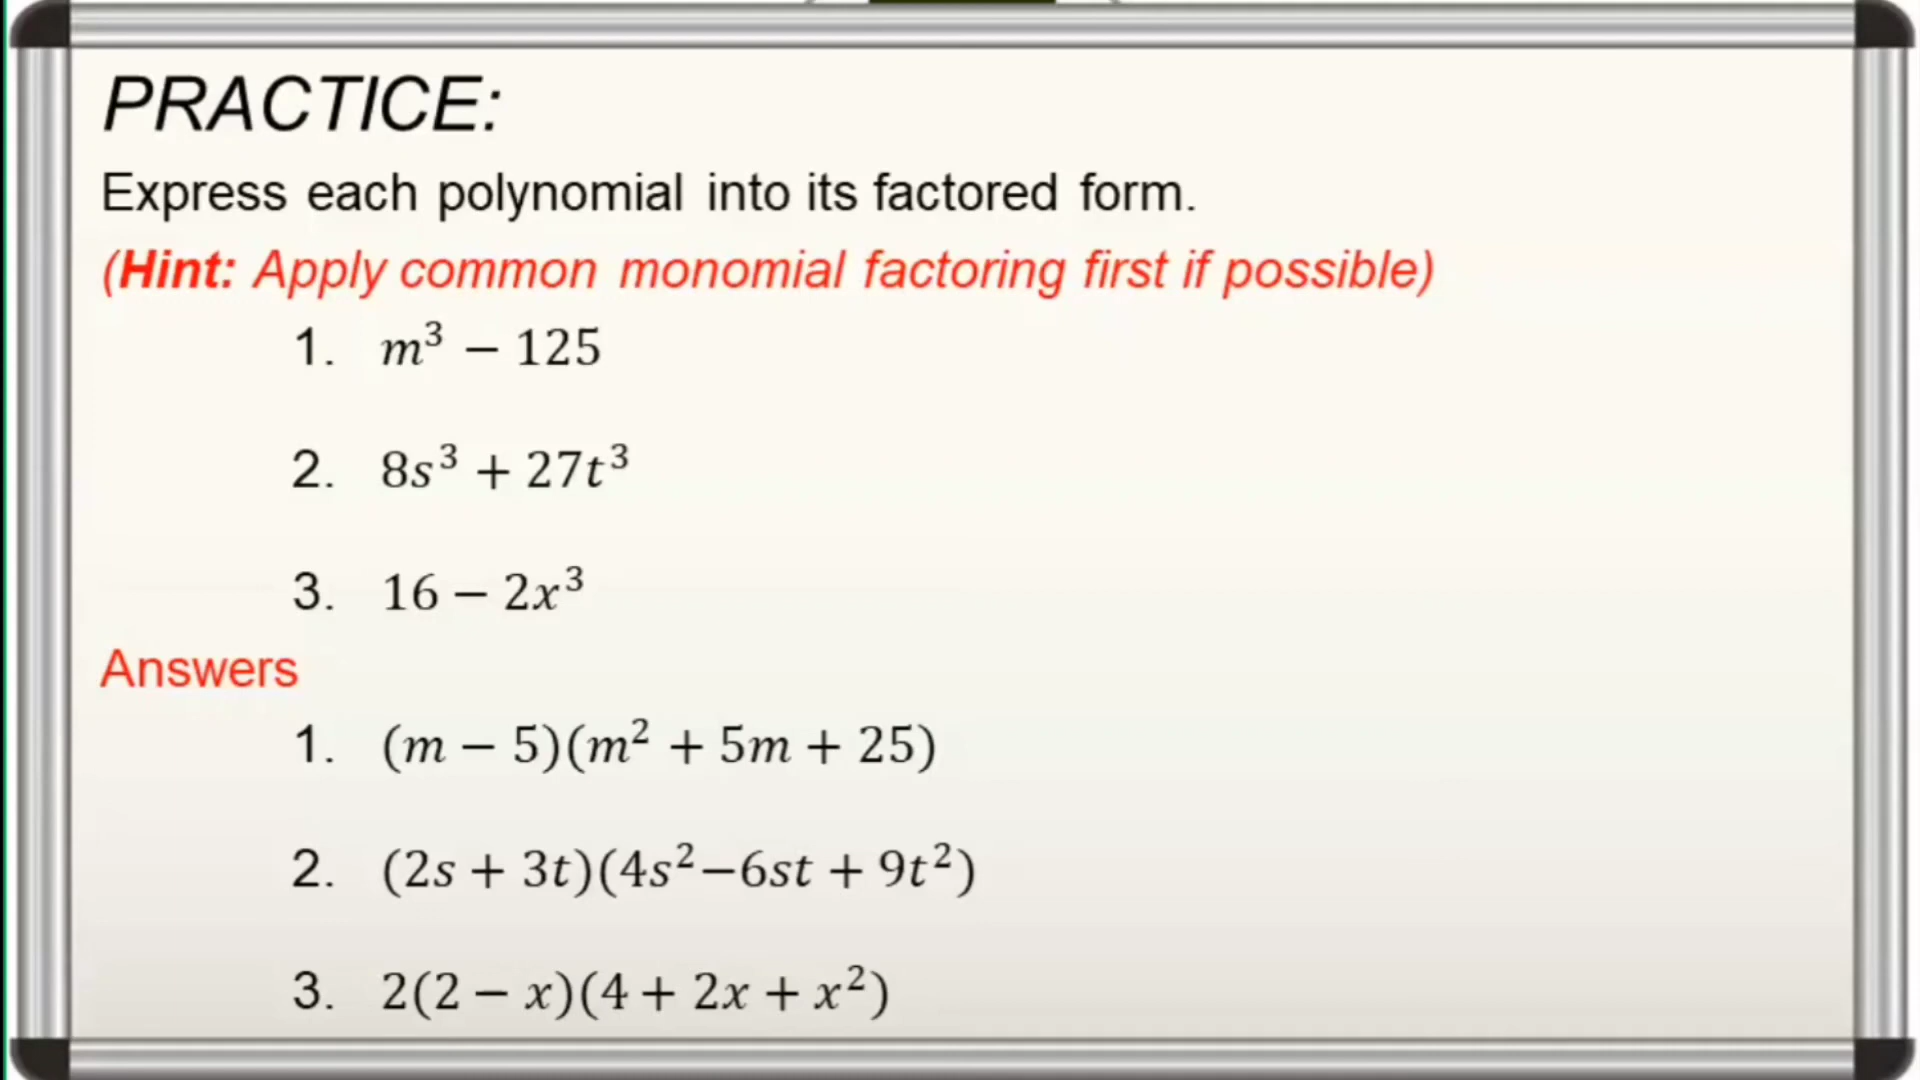 PRACTICE:
Express each polynomial into its factored form.
(Hint: Apply common monomial factoring first if possible)
1. m³ − 125
2. 8s³ + 27t³
3. 16 − 2x³
Answers
1. (m − 5)(m² + 5m + 25)
2. (2s + 3t)(4s²−6st + 9t²)
3. 2(2 − x)(4 + 2x + x²)